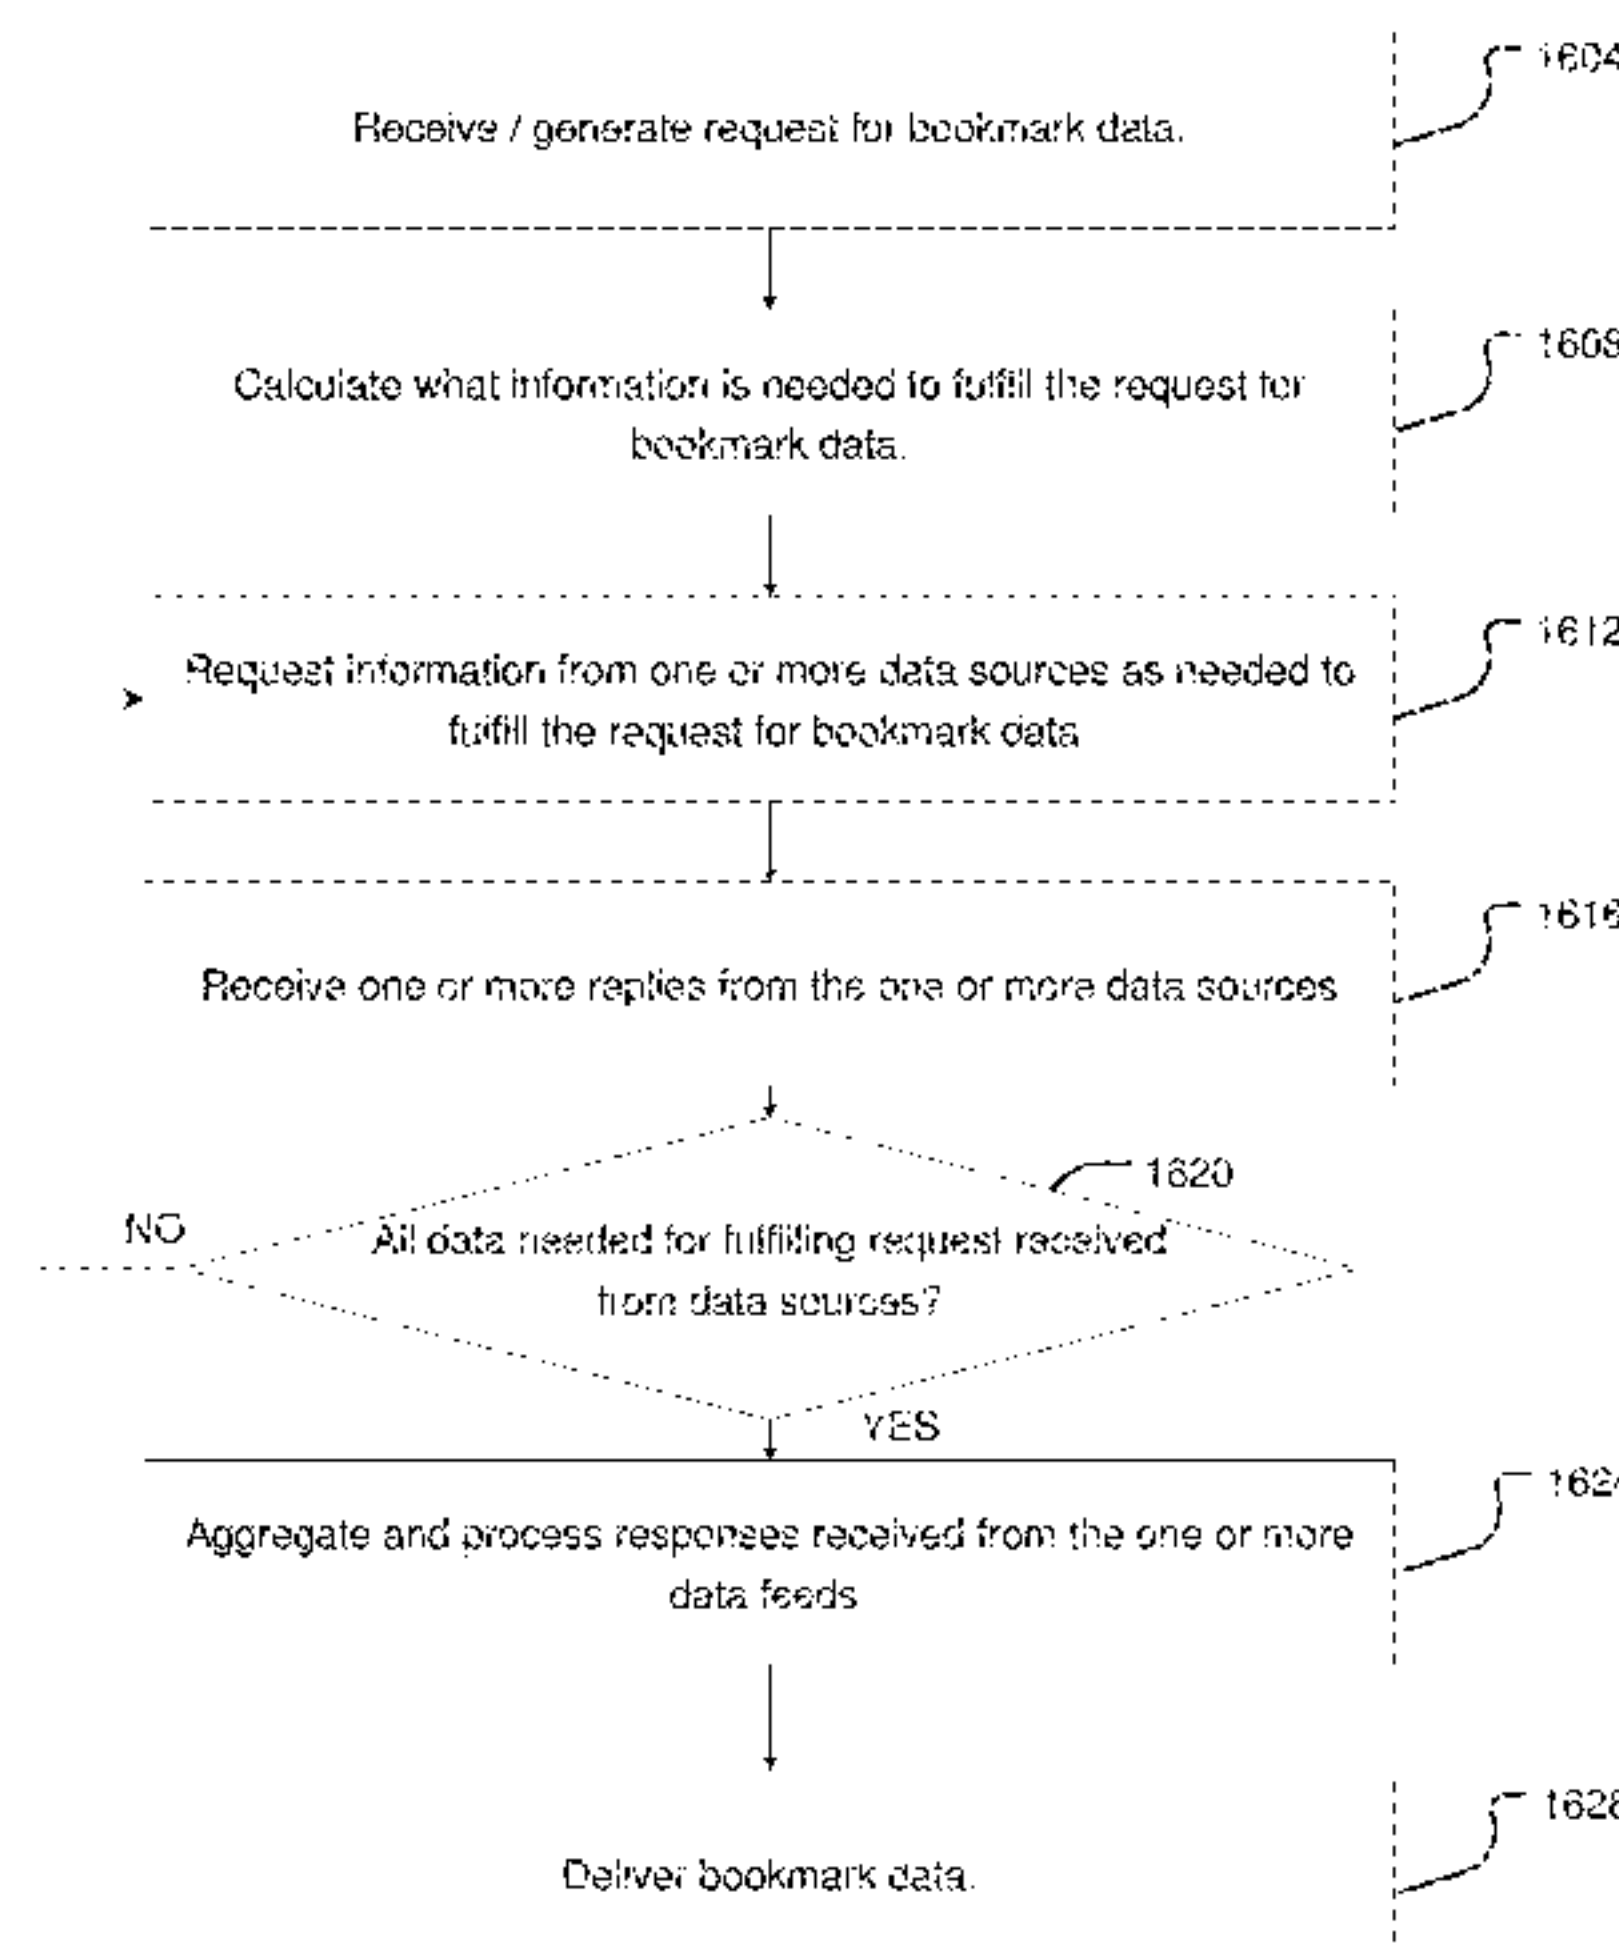 1604
Receive / generate request for bookmark data.
1608
Calculate what information is needed to fulfill the request for
bookmark data.
1612
Request information from one or more data sources as needed to
fulfill the request for bookmark data
1616
Receive one or more replies from the one or more data sources
1620
NO
All data needed for fulfilling request received
from data sources?
YES
1624
Aggregate and process responses received from the one or more
data feeds
1628
Deliver bookmark data.